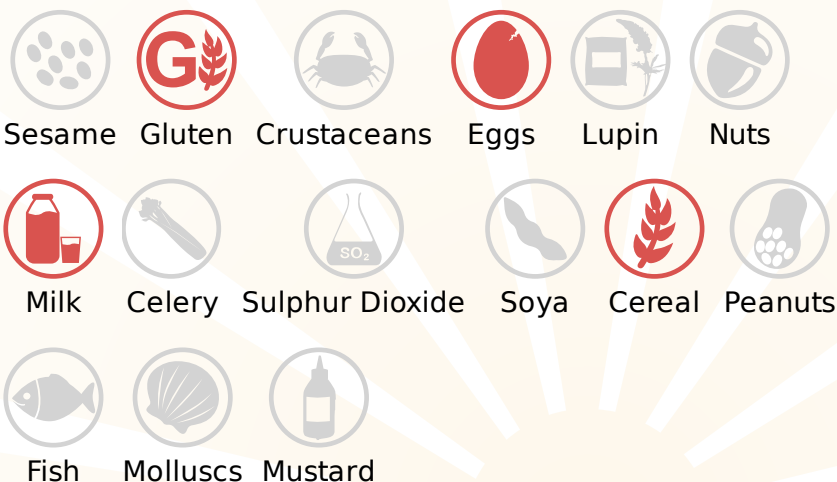 G
Sesame Gluten Crustaceans Eggs Lupin Nuts
SO₂
Milk Celery Sulphur Dioxide Soya Cereal Peanuts
Fish Molluscs Mustard